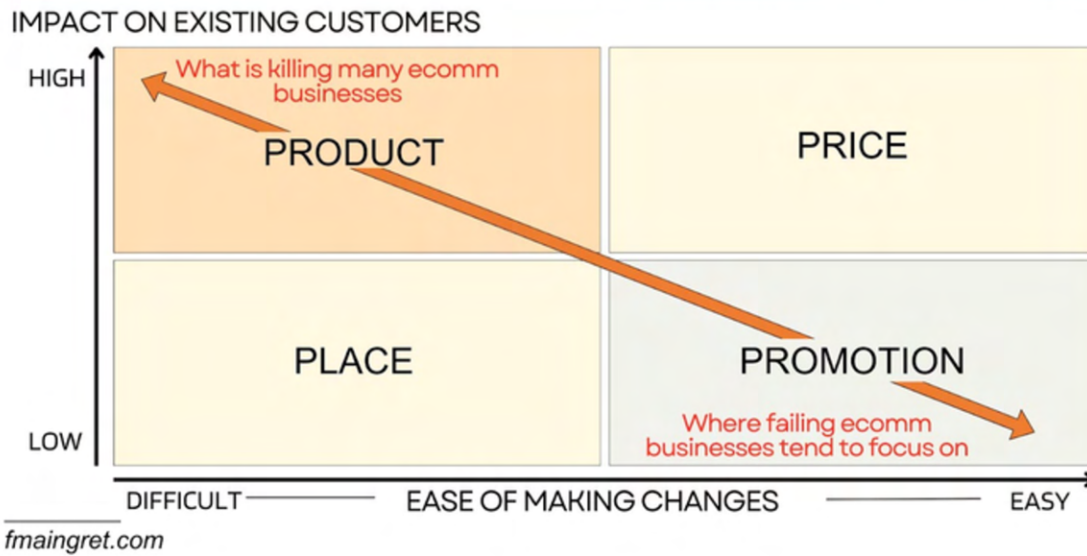 IMPACT ON EXISTING CUSTOMERS
HIGH
What is killing many ecomm
businesses
PRODUCT
PRICE
PLACE
PROMOTION
Where failing ecomm
businesses tend to focus on
LOW
DIFFICULT
EASE OF MAKING CHANGES
EASY
fmaingret.com